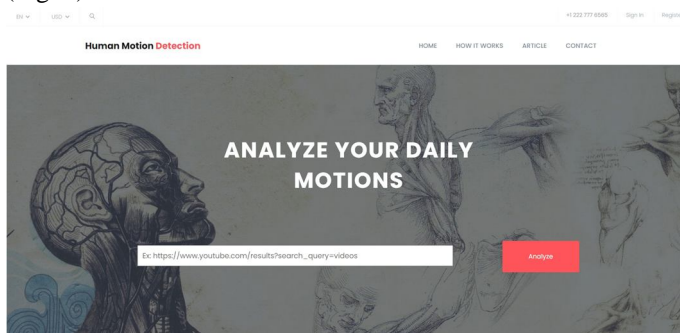 EN
USD
+1 222 777 6565
Sign In
Register
Human Motion Detection
HOME
HOW IT WORKS
ARTICLE
CONTACT
ANALYZE YOUR DAILY
MOTIONS
Ex: https://www.youtube.com/results?search_query=videos
Analyze